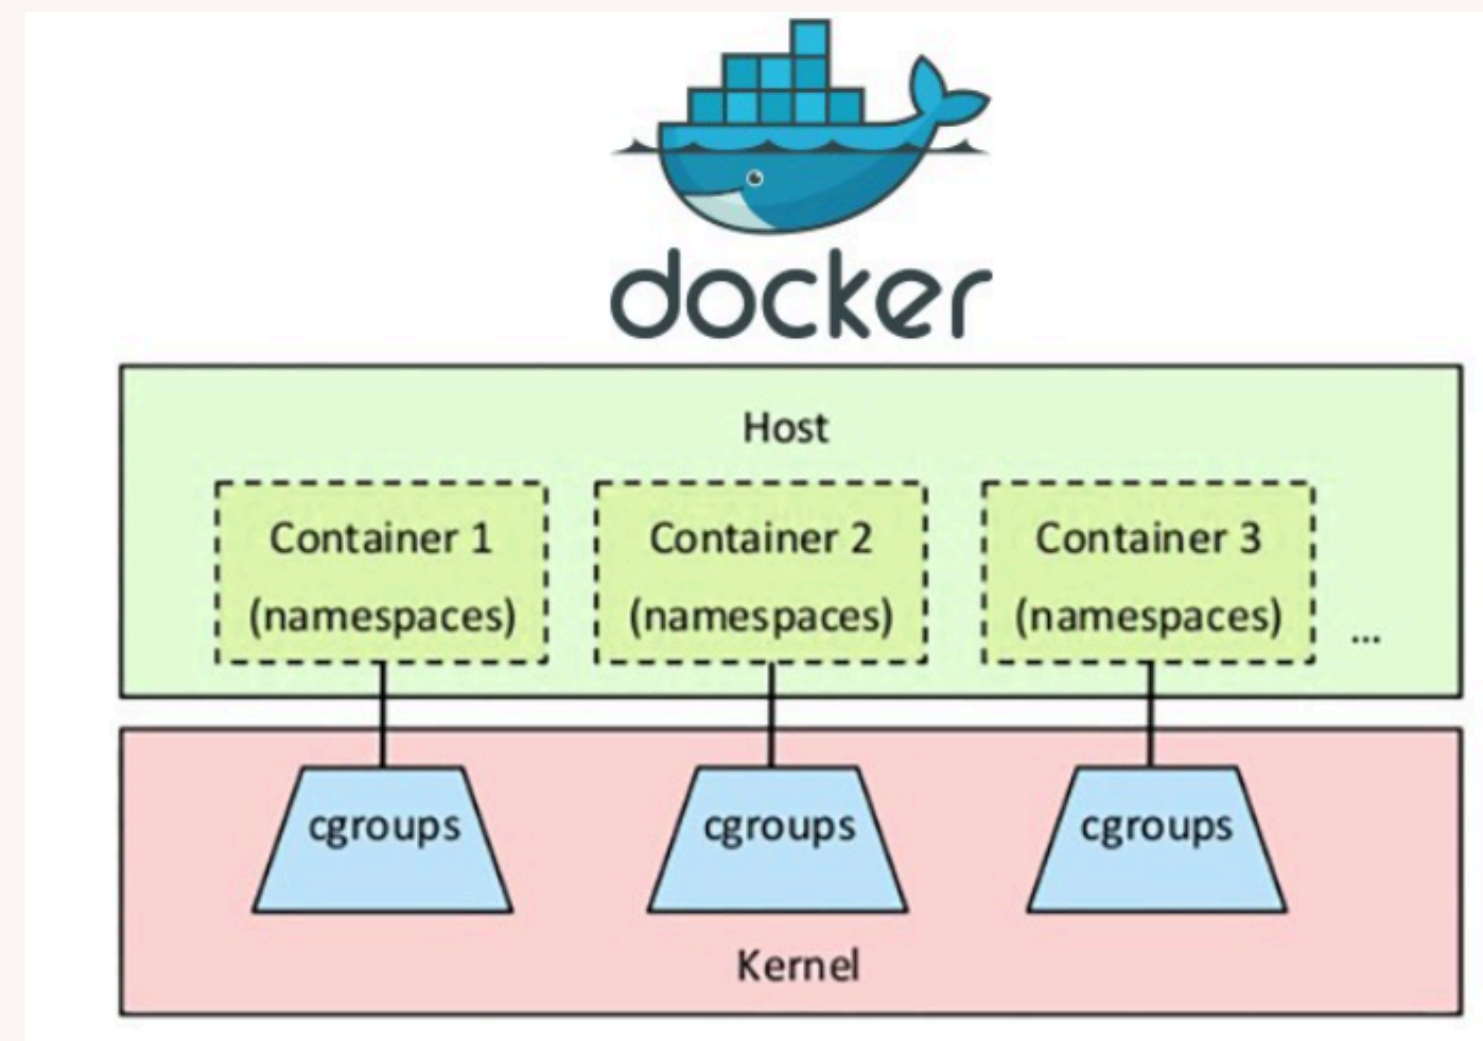 docker
Host
Container 1
(namespaces)
Container 2
(namespaces)
Container 3
(namespaces)
...
cgroups
cgroups
cgroups
Kernel